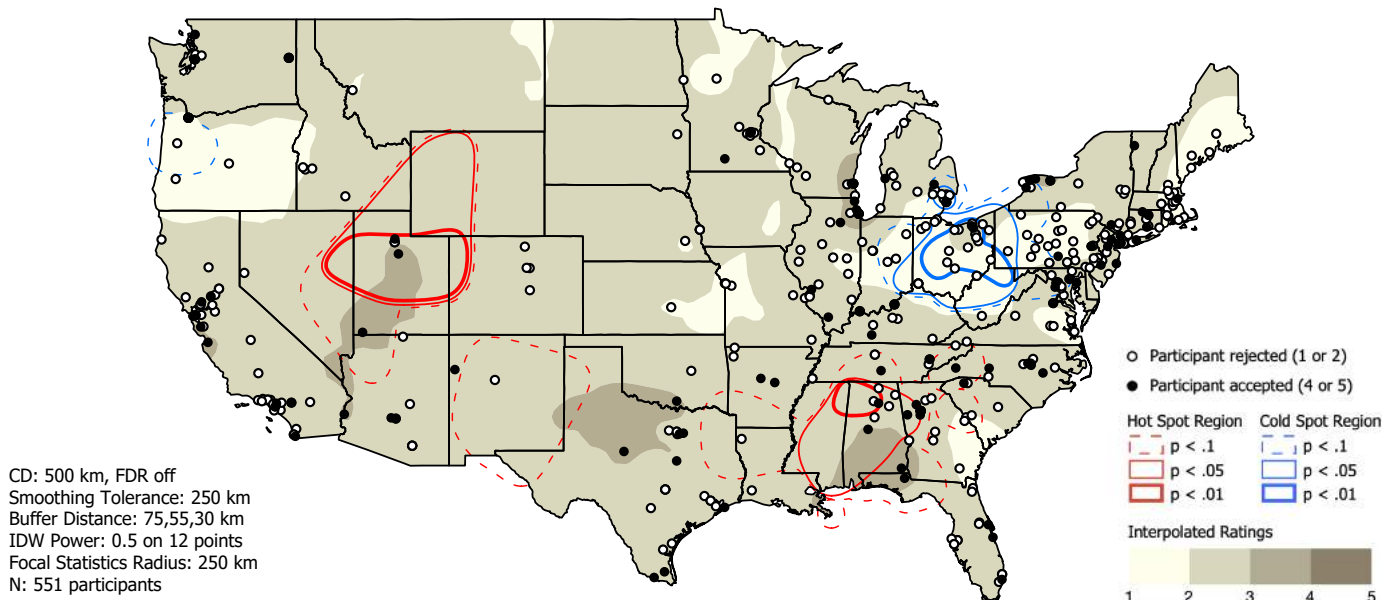 CD: 500 km, FDR off
Smoothing Tolerance: 250 km
Buffer Distance: 75,55,30 km
IDW Power: 0.5 on 12 points
Focal Statistics Radius: 250 km
N: 551 participants
Participant rejected (1 or 2)
Participant accepted (4 or 5)
Hot Spot Region Cold Spot Region
p < .1 p < .1
p < .05 p < .05
p < .01 p < .01
Interpolated Ratings
1 2 3 4 5